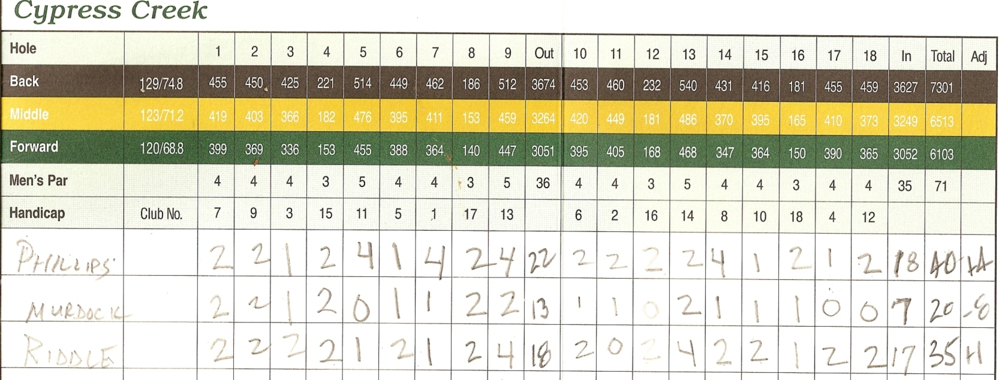 Cypress Creek
Hole 1 2 3 4 5 6 7 8 9 Out 10 11 12 13 14 15 16 17 18 In Total Adj
Back 129/74.8 455 450 425 221 514 449 462 186 512 3674 453 460 232 540 431 416 181 455 459 3627 7301
Middle 123/71.2 419 403 366 182 476 395 411 153 459 3264 420 449 181 486 370 395 165 410 373 3249 6513
Forward 120/68.8 399 369 336 153 455 388 364 140 447 3051 395 405 168 468 347 364 150 390 365 3052 6103
Men's Par 4 4 4 3 5 4 4 3 5 36 4 4 3 5 4 4 3 4 4 35 71
Handicap Club No. 7 9 3 15 11 5 1 17 13 6 2 16 14 8 10 18 4 12
PHILLIPS 2 2 1 2 4 1 4 2 4 22 2 2 2 2 4 1 2 1 2 18 40 +4
MURDOCK 2 2 1 2 0 1 1 2 2 13 1 1 0 2 1 1 1 0 0 7 20 -8
RIDDLE 2 2 2 2 1 2 1 2 4 18 2 0 2 4 2 2 1 2 2 17 35 +1